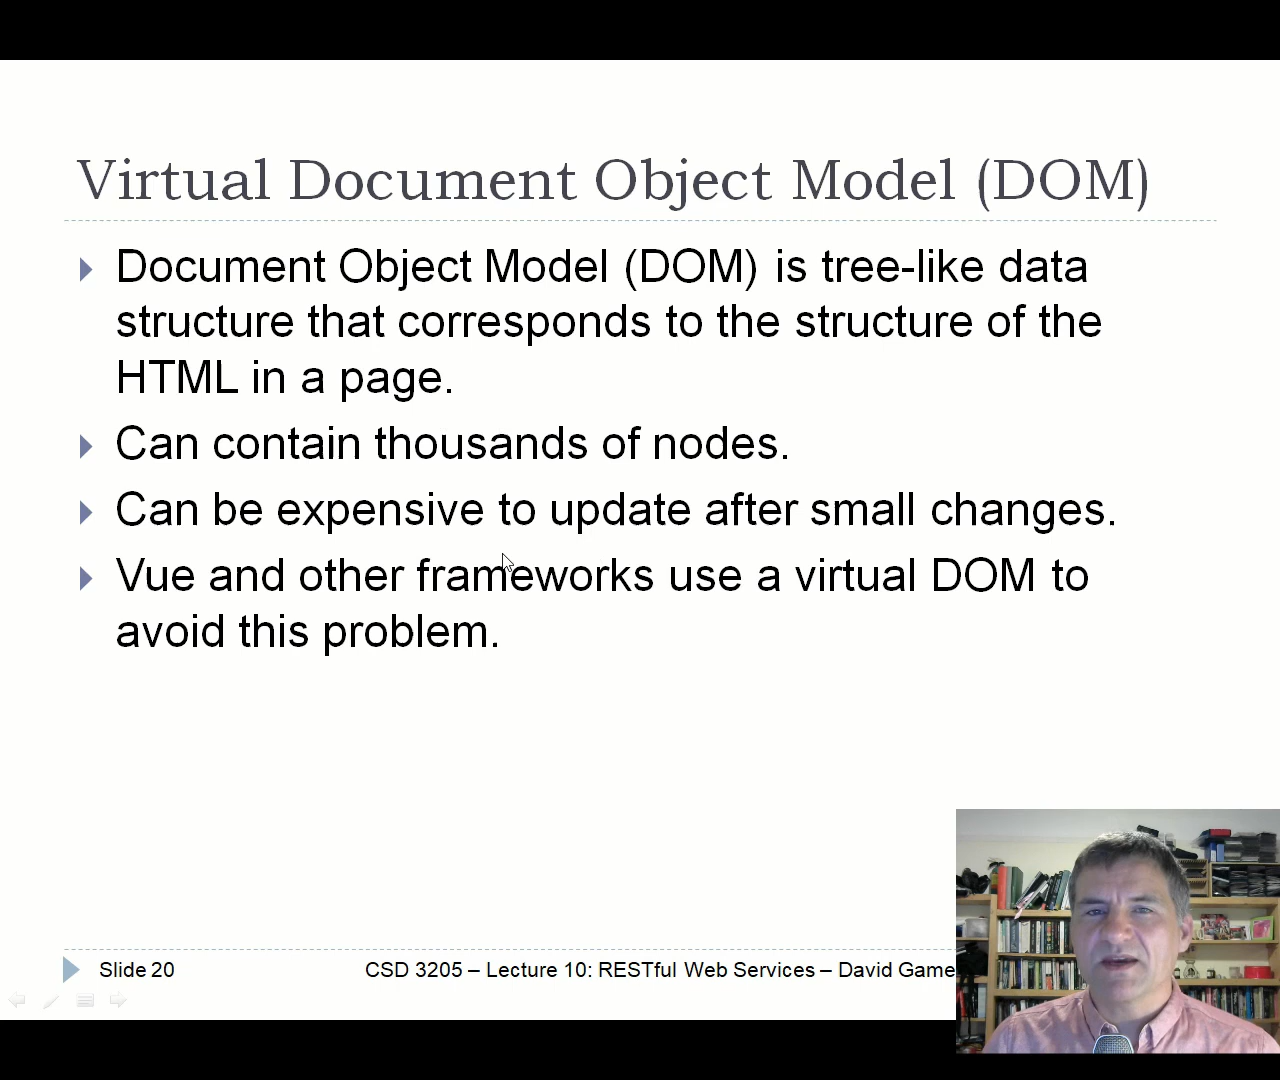 Virtual Document Object Model (DOM)
Document Object Model (DOM) is tree-like data
structure that corresponds to the structure of the
HTML in a page.
Can contain thousands of nodes.
Can be expensive to update after small changes.
Vue and other frameworks use a virtual DOM to
avoid this problem.
Slide 20
CSD 3205 – Lecture 10: RESTful Web Services – David Game